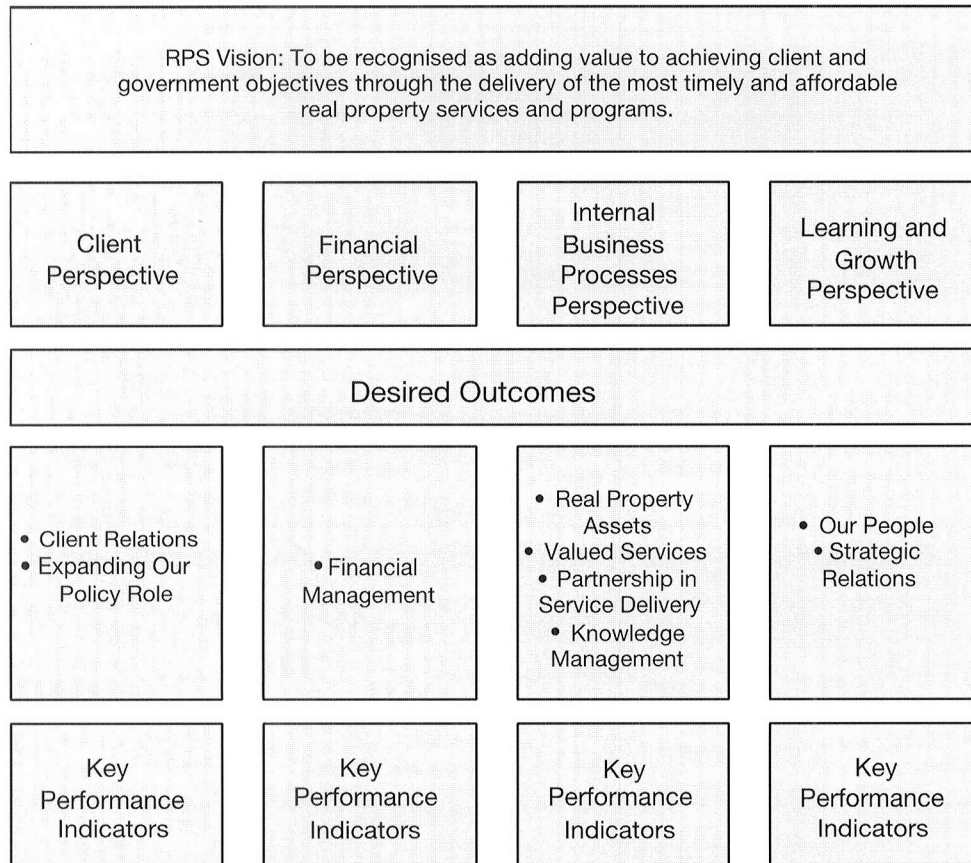 RPS Vision: To be recognised as adding value to achieving client and
government objectives through the delivery of the most timely and affordable
real property services and programs.
Client
Perspective
Financial
Perspective
Internal
Business
Processes
Perspective
Learning and
Growth
Perspective
Desired Outcomes
• Client Relations
• Expanding Our
Policy Role
• Financial
Management
• Real Property
Assets
• Valued Services
• Partnership in
Service Delivery
• Knowledge
Management
• Our People
• Strategic
Relations
Key
Performance
Indicators
Key
Performance
Indicators
Key
Performance
Indicators
Key
Performance
Indicators